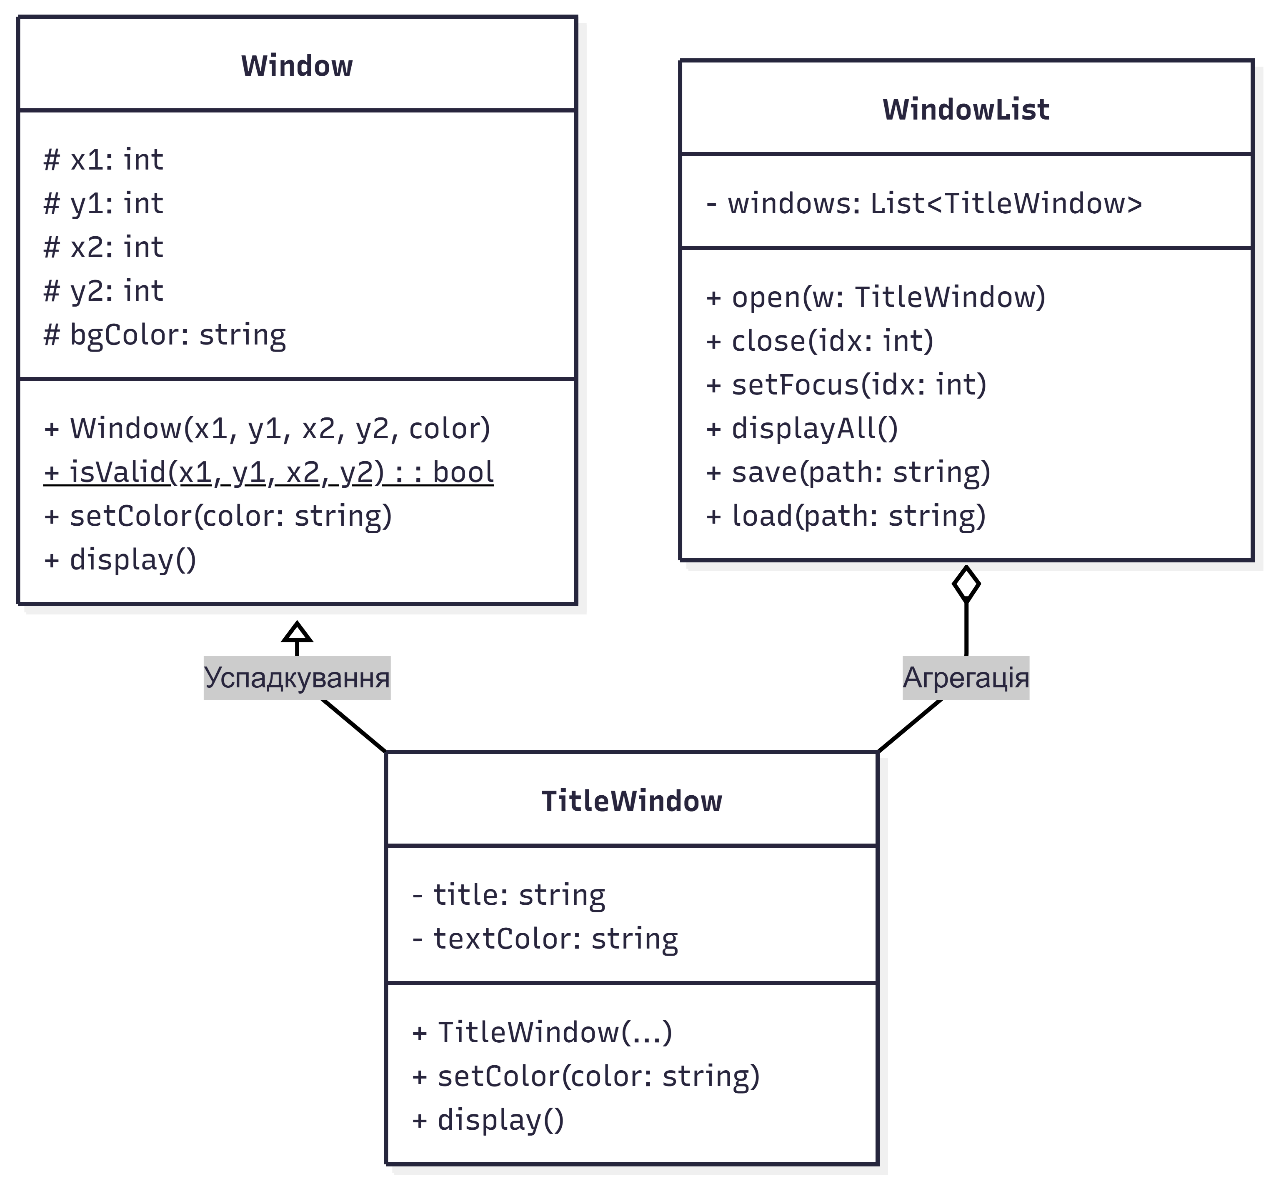 Window
# x1: int
# y1: int
# x2: int
# y2: int
# bgColor: string
+ Window(x1, y1, x2, y2, color)
+ isValid(x1, y1, x2, y2) : : bool
+ setColor(color: string)
+ display()
WindowList
- windows: List<TitleWindow>
+ open(w: TitleWindow)
+ close(idx: int)
+ setFocus(idx: int)
+ displayAll()
+ save(path: string)
+ load(path: string)
Успадкування
Агрегація
TitleWindow
- title: string
- textColor: string
+ TitleWindow(...)
+ setColor(color: string)
+ display()